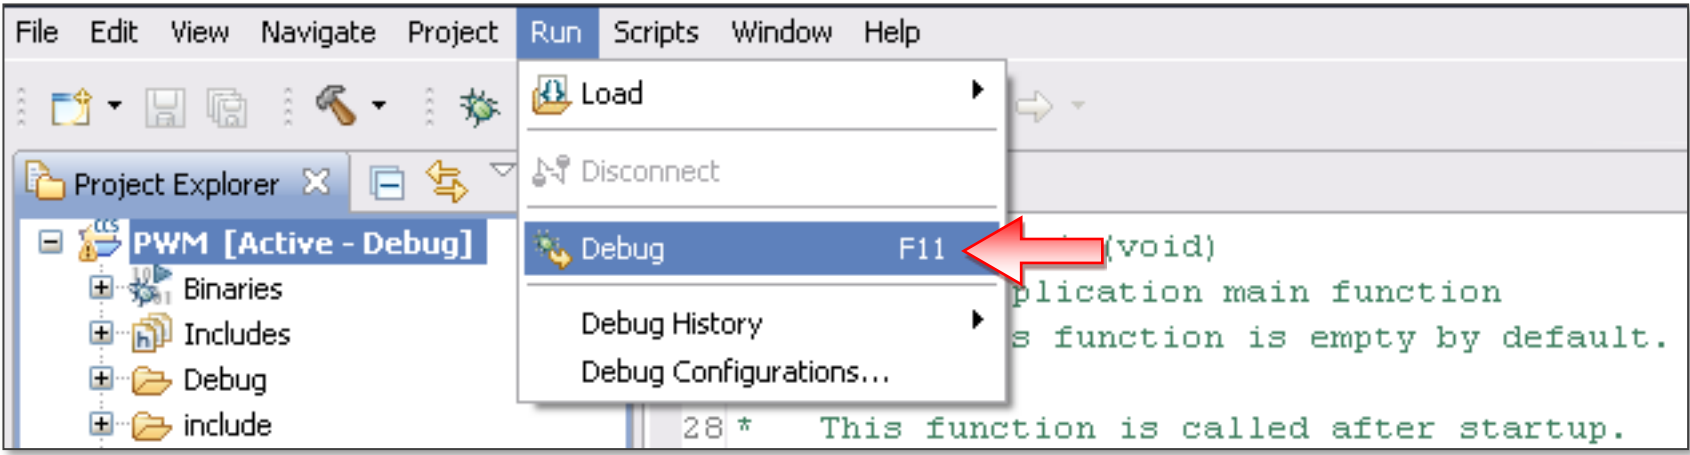 File Edit View Navigate Project Run Scripts Window Help
Load
Project Explorer
Disconnect
CCS
PWM [Active - Debug]
Debug F11
(void)
Binaries
plication main function
Includes
Debug History
s function is empty by default.
Debug
Debug Configurations...
include
28 * This function is called after startup.